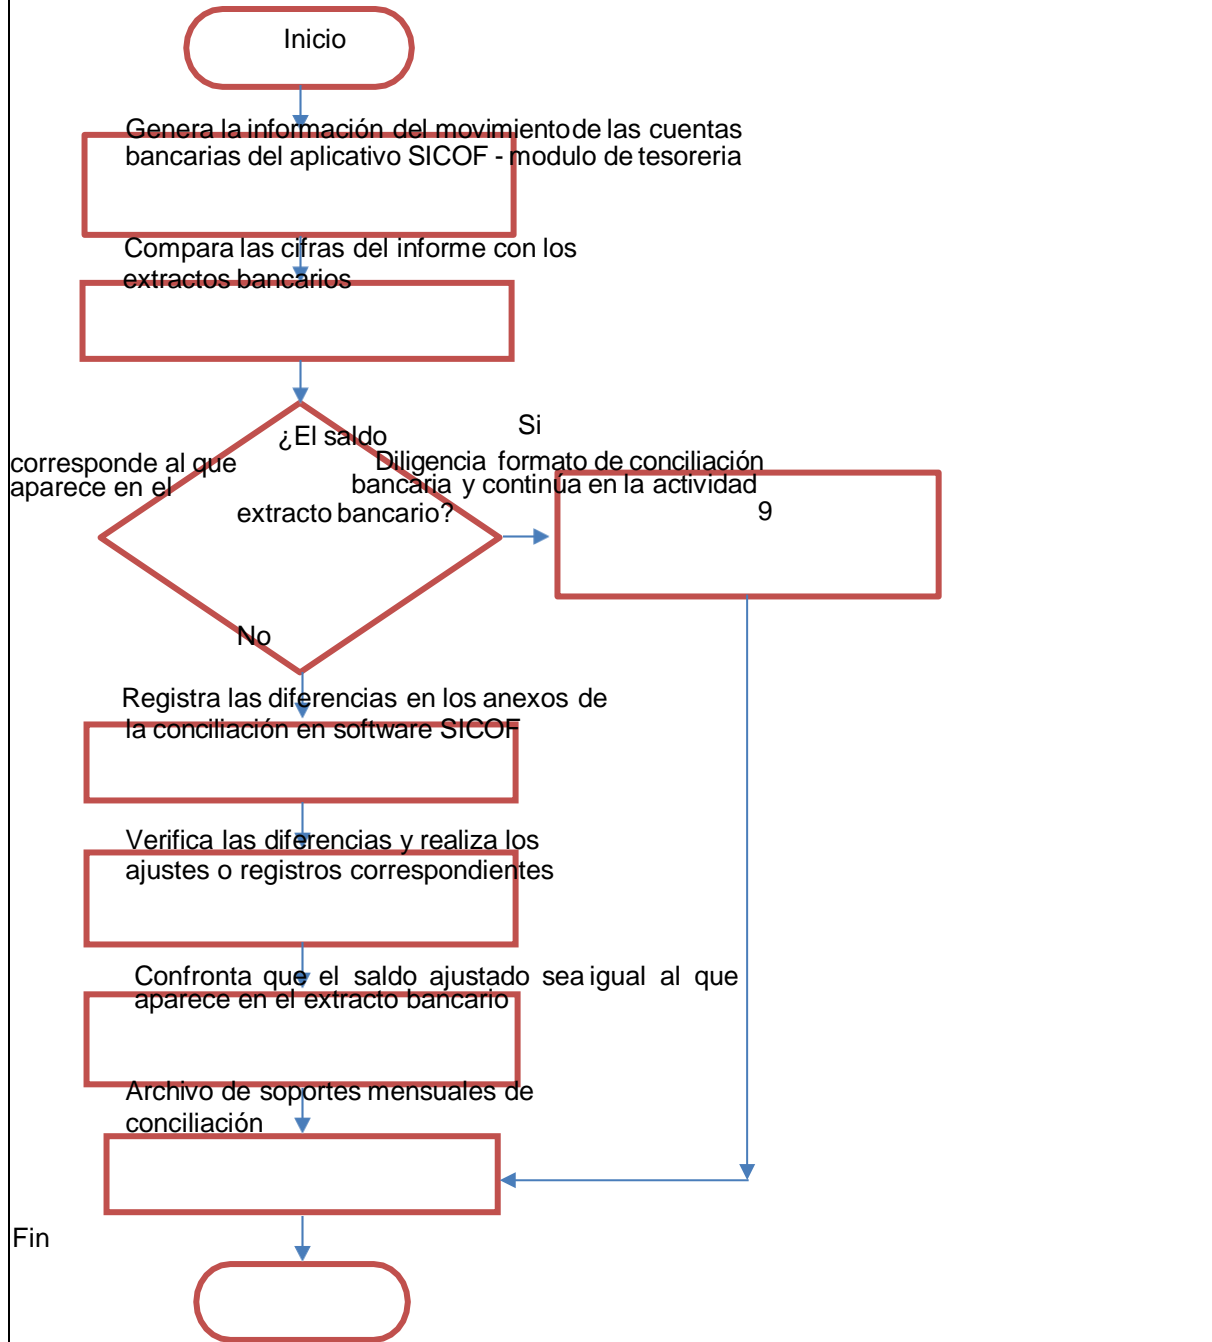 Inicio
Genera la información del movimiento de las cuentas
bancarias del aplicativo SICOF - modulo de tesoreria
Compara las cifras del informe con los
extractos bancarios
¿El saldo
corresponde al que
aparece en el
extracto bancario?
Si
Diligencia formato de conciliación
bancaria y continúa en la actividad
9
No
Registra las diferencias en los anexos de
la conciliación en software SICOF
Verifica las diferencias y realiza los
ajustes o registros correspondientes
Confronta que el saldo ajustado sea igual al que
aparece en el extracto bancario
Archivo de soportes mensuales de
conciliación
Fin